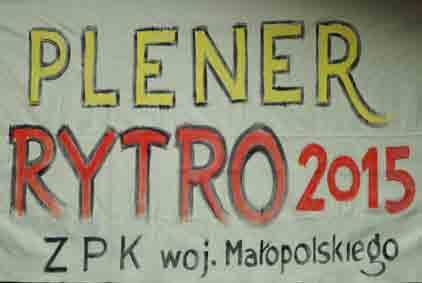 PLENER
RYTRO 2015
ZPK woj. Małopolskiego